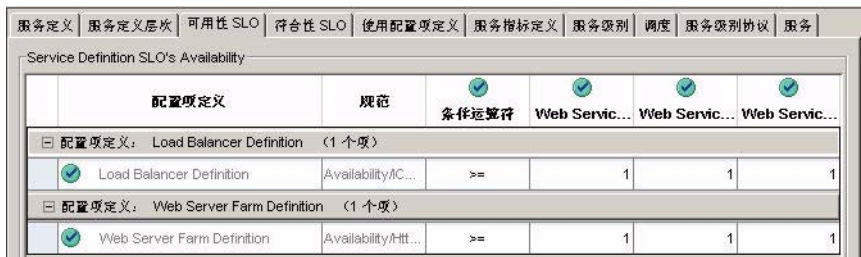 服务定义 服务定义层次 可用性 SLO 符合性 SLO 使用配置项定义 服务指标定义 服务级别 调度 服务级别协议 服务
Service Definition SLO's Availability
配置项定义 规范 条件运算符 Web Servic... Web Servic... Web Servic...
配置项定义: Load Balancer Definition (1 个项)
Load Balancer Definition Availability/IC... >= 1 1 1
配置项定义: Web Server Farm Definition (1 个项)
Web Server Farm Definition Availability/Htt... >= 1 1 1